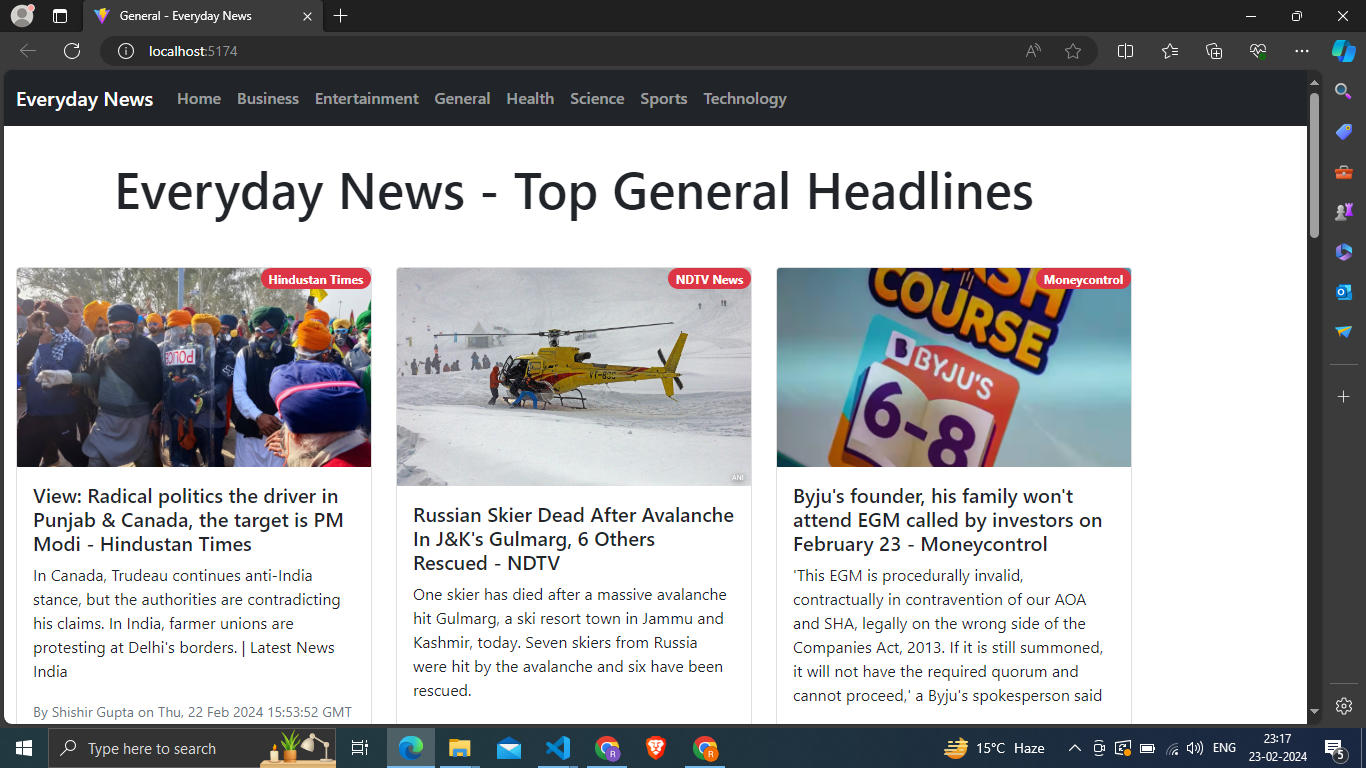 General - Everyday News
localhost:5174
Everyday News Home Business Entertainment General Health Science Sports Technology
Everyday News - Top General Headlines
Hindustan Times
POLICE
View: Radical politics the driver in
Punjab & Canada, the target is PM
Modi - Hindustan Times
In Canada, Trudeau continues anti-India
stance, but the authorities are contradicting
his claims. In India, farmer unions are
protesting at Delhi's borders. | Latest News
India
By Shishir Gupta on Thu, 22 Feb 2024 15:53:52 GMT
NDTV News
ANI
Russian Skier Dead After Avalanche
In J&K's Gulmarg, 6 Others
Rescued - NDTV
One skier has died after a massive avalanche
hit Gulmarg, a ski resort town in Jammu and
Kashmir, today. Seven skiers from Russia
were hit by the avalanche and six have been
rescued.
Moneycontrol
COURSE
B BYJU'S
6-8
Byju's founder, his family won't
attend EGM called by investors on
February 23 - Moneycontrol
'This EGM is procedurally invalid,
contractually in contravention of our AOA
and SHA, legally on the wrong side of the
Companies Act, 2013. If it is still summoned,
it will not have the required quorum and
cannot proceed,' a Byju's spokesperson said
Type here to search
R
R
15°C Haze
ENG
23:17
23-02-2024
5